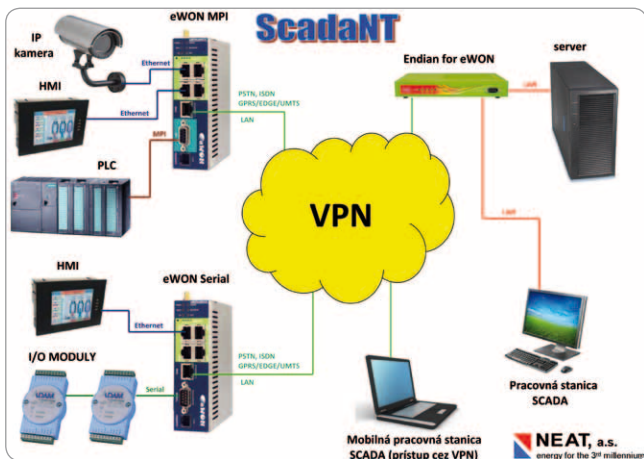 ScadaNT
IP
kamera
eWON MPI
Endian for eWON
server
Ethernet
HMI
Ethernet
PSTN, ISDN
GPRS/EDGE/UMTS
LAN
LAN
MPI
PLC
VPN
LAN
HMI
eWON Serial
Ethernet
PSTN, ISDN
GPRS/EDGE/UMTS
LAN
I/O MODULY
Serial
ADAM
ADAM
Pracovná stanica
SCADA
Mobilná pracovná stanica
SCADA (prístup cez VPN)
NEAT, a.s.
energy for the 3rd millennium